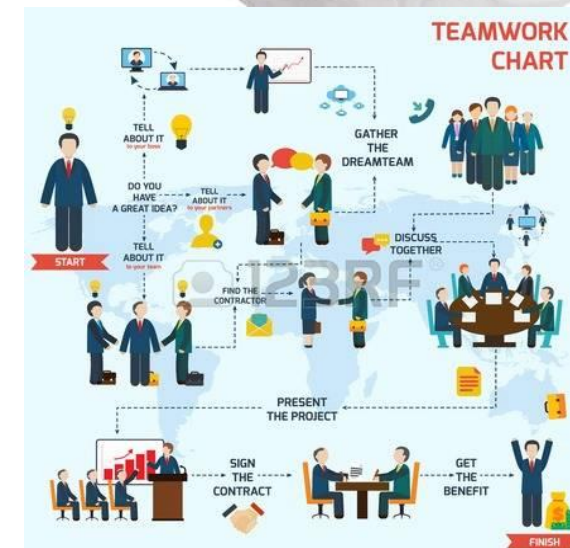 TEAMWORK
CHART
TELL
ABOUT IT
to your boss
DO YOU
HAVE
A GREAT IDEA?
TELL
ABOUT IT
to your partners
GATHER
THE
DREAMTEAM
START
TELL
ABOUT IT
to your team
FIND THE
CONTRACTOR
DISCUSS
TOGETHER
123RF
PRESENT
THE PROJECT
SIGN
THE
CONTRACT
GET
THE
BENEFIT
FINISH